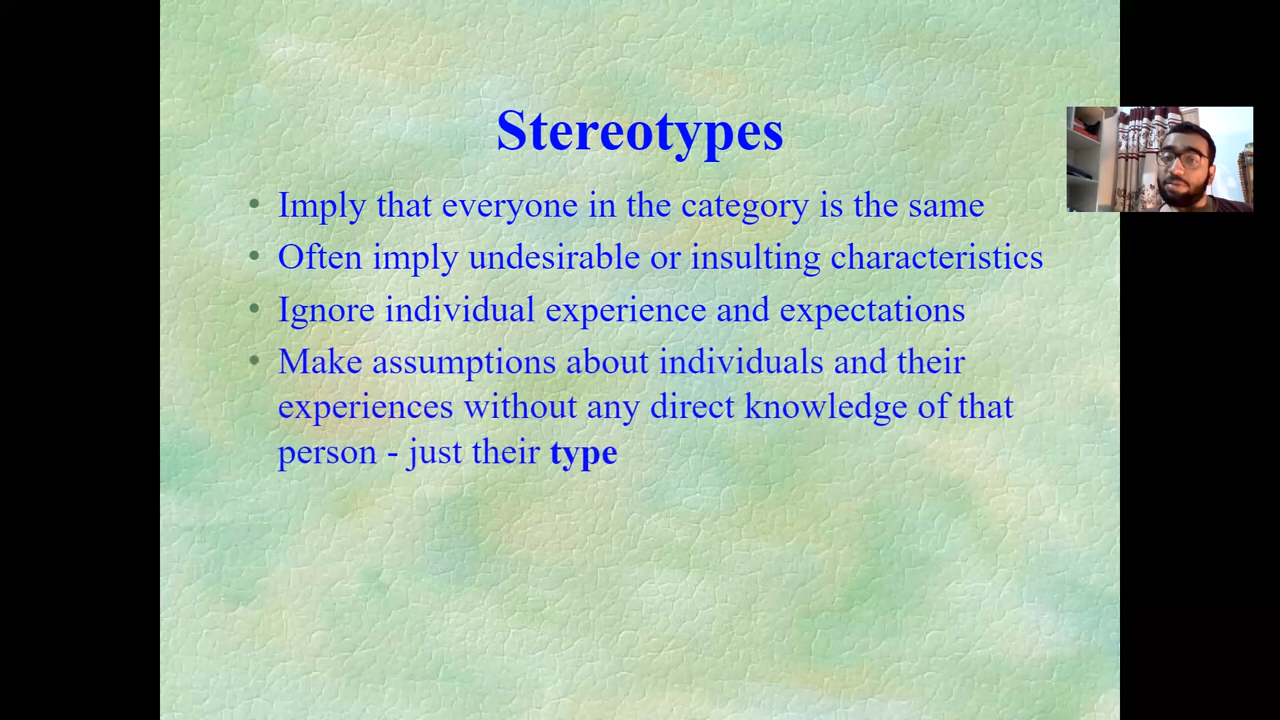 Stereotypes
• Imply that everyone in the category is the same
• Often imply undesirable or insulting characteristics
• Ignore individual experience and expectations
• Make assumptions about individuals and their
experiences without any direct knowledge of that
person - just their type